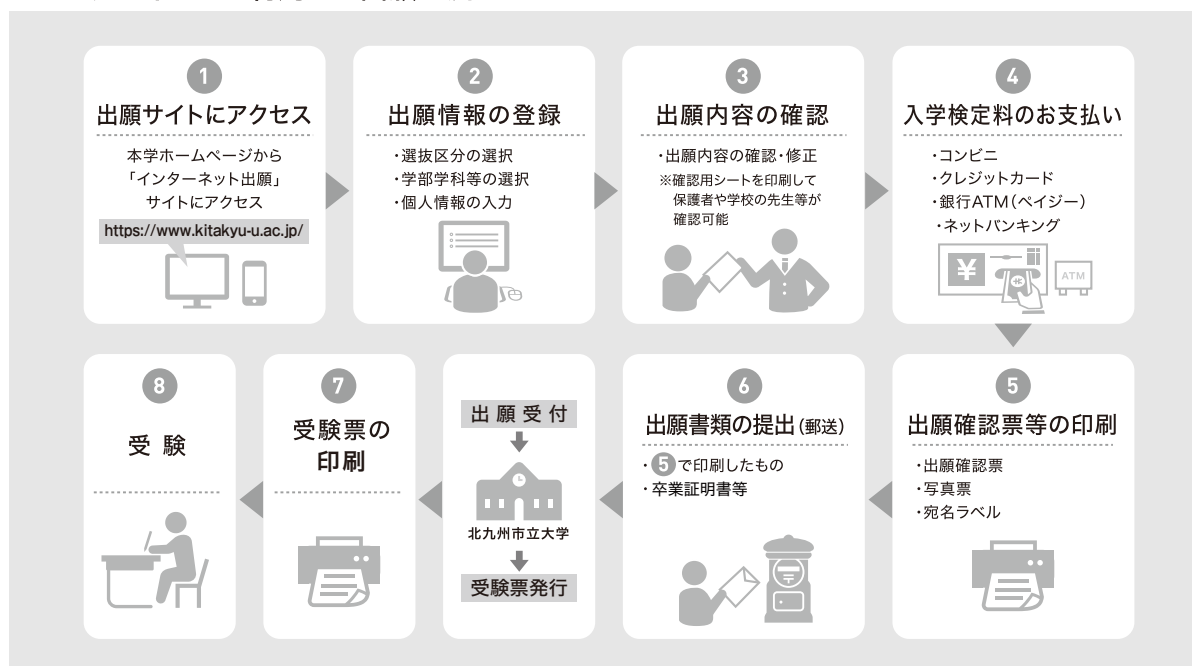 1
出願サイトにアクセス
本学ホームページから
「インターネット出願」
サイトにアクセス
https://www.kitakyu-u.ac.jp/
2
出願情報の登録
・選抜区分の選択
・学部学科等の選択
・個人情報の入力
3
出願内容の確認
・出願内容の確認・修正
※確認用シートを印刷して
保護者や学校の先生等が
確認可能
4
入学検定料のお支払い
・コンビニ
・クレジットカード
・銀行ATM(ペイジー)
・ネットバンキング
¥
ATM
5
出願確認票等の印刷
・出願確認票
・写真票
・宛名ラベル
6
出願書類の提出(郵送)
・5で印刷したもの
・卒業証明書等
出願受付
北九州市立大学
受験票発行
7
受験票の
印刷
8
受験